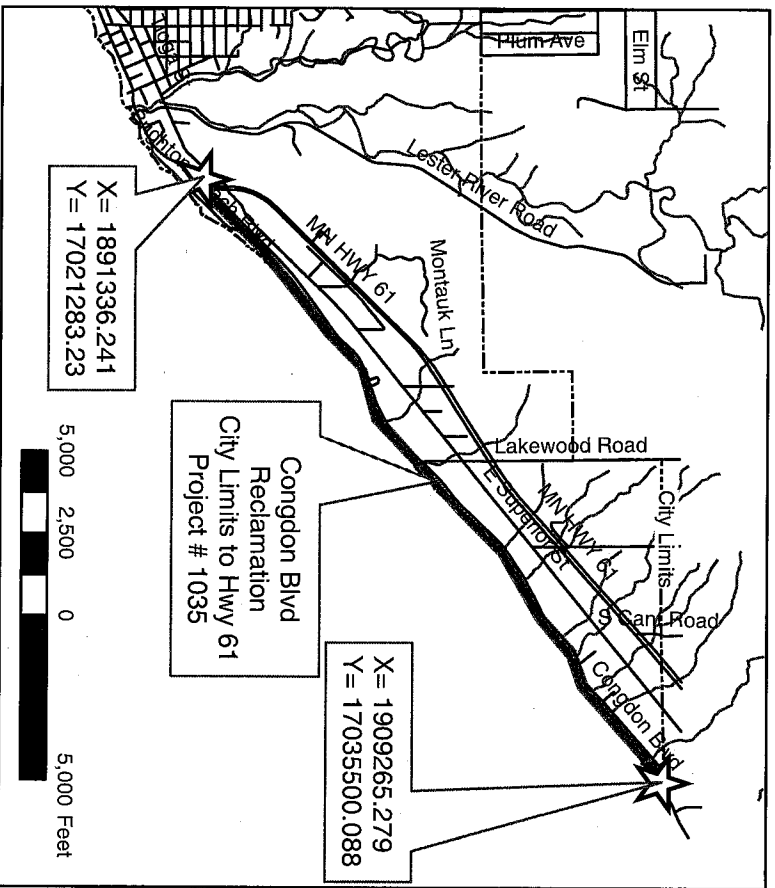 Plum Ave
Elm St
Lester River Road
MN HWY 61
Montauk Ln
Lakewood Road
E Superior St
MN HWY 61
City Limits
Congdon Blvd
X= 1891336.241
Y= 17021283.23
Congdon Blvd
Reclamation
City Limits to Hwy 61
Project # 1035
X= 1909265.279
Y= 17035500.088
5,000
2,500
0
5,000 Feet